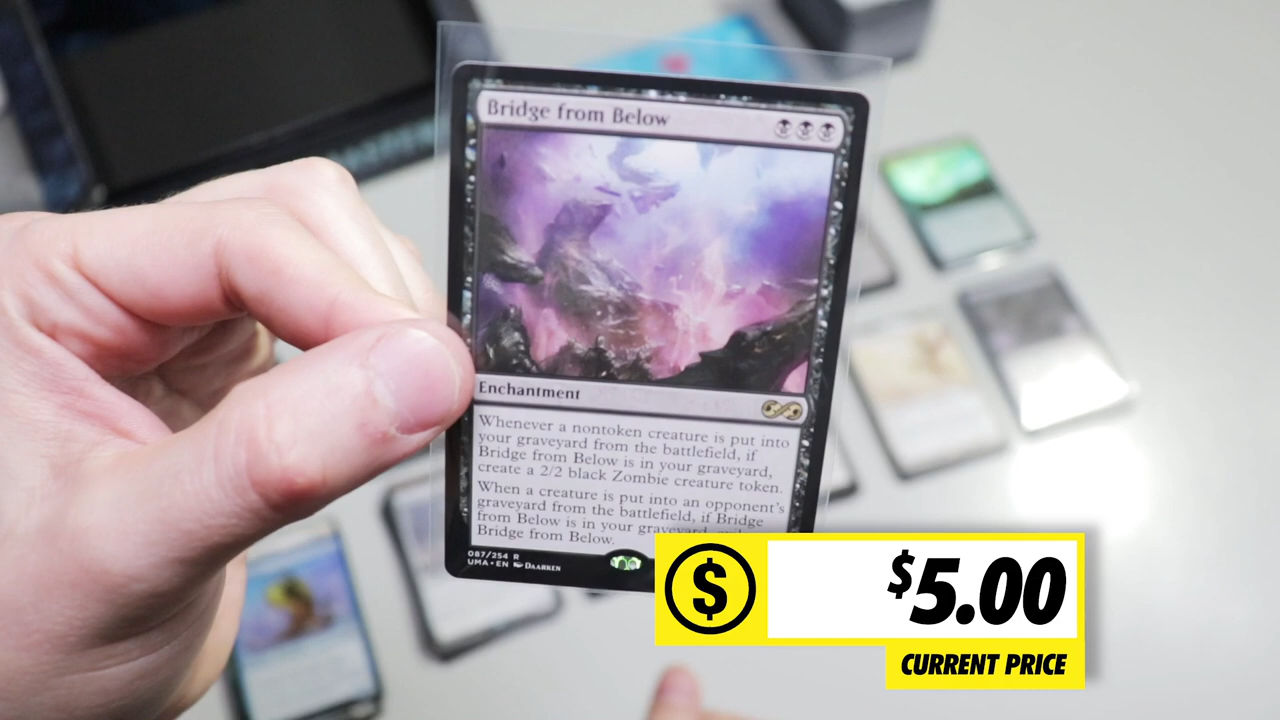 Bridge from Below
Enchantment
Whenever a nontoken creature is put into
your graveyard from the battlefield, if
Bridge from Below is in your graveyard,
create a 2/2 black Zombie creature token.
When a creature is put into an opponent's
graveyard from the battlefield, if Bridge
from Below is in your graveyard,
Bridge from Below.
087/254 R
UMA • EN DAARKEN
$
$5.00
CURRENT PRICE